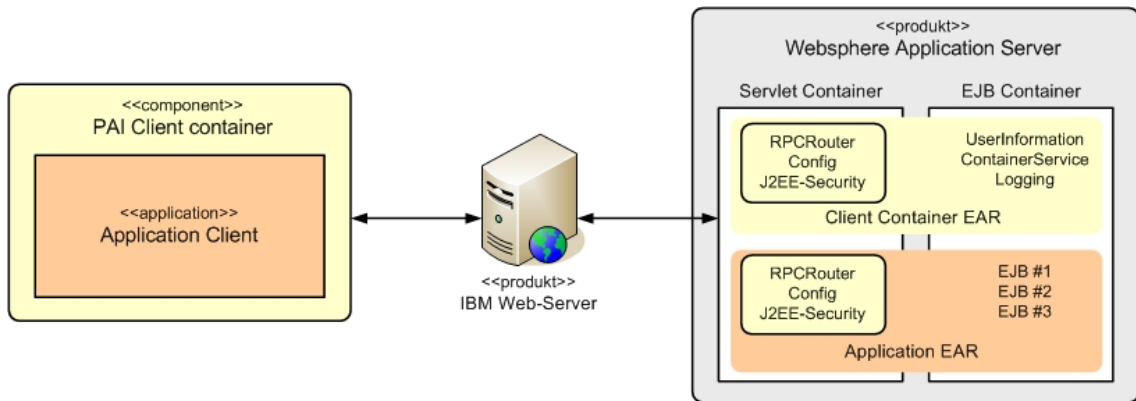 <<component>>
PAI Client container
<<application>>
Application Client
<<produkt>>
IBM Web-Server
<<produkt>>
Websphere Application Server
Servlet Container
EJB Container
RPCRouter
Config
J2EE-Security
UserInformation
ContainerService
Logging
Client Container EAR
RPCRouter
Config
J2EE-Security
EJB #1
EJB #2
EJB #3
Application EAR